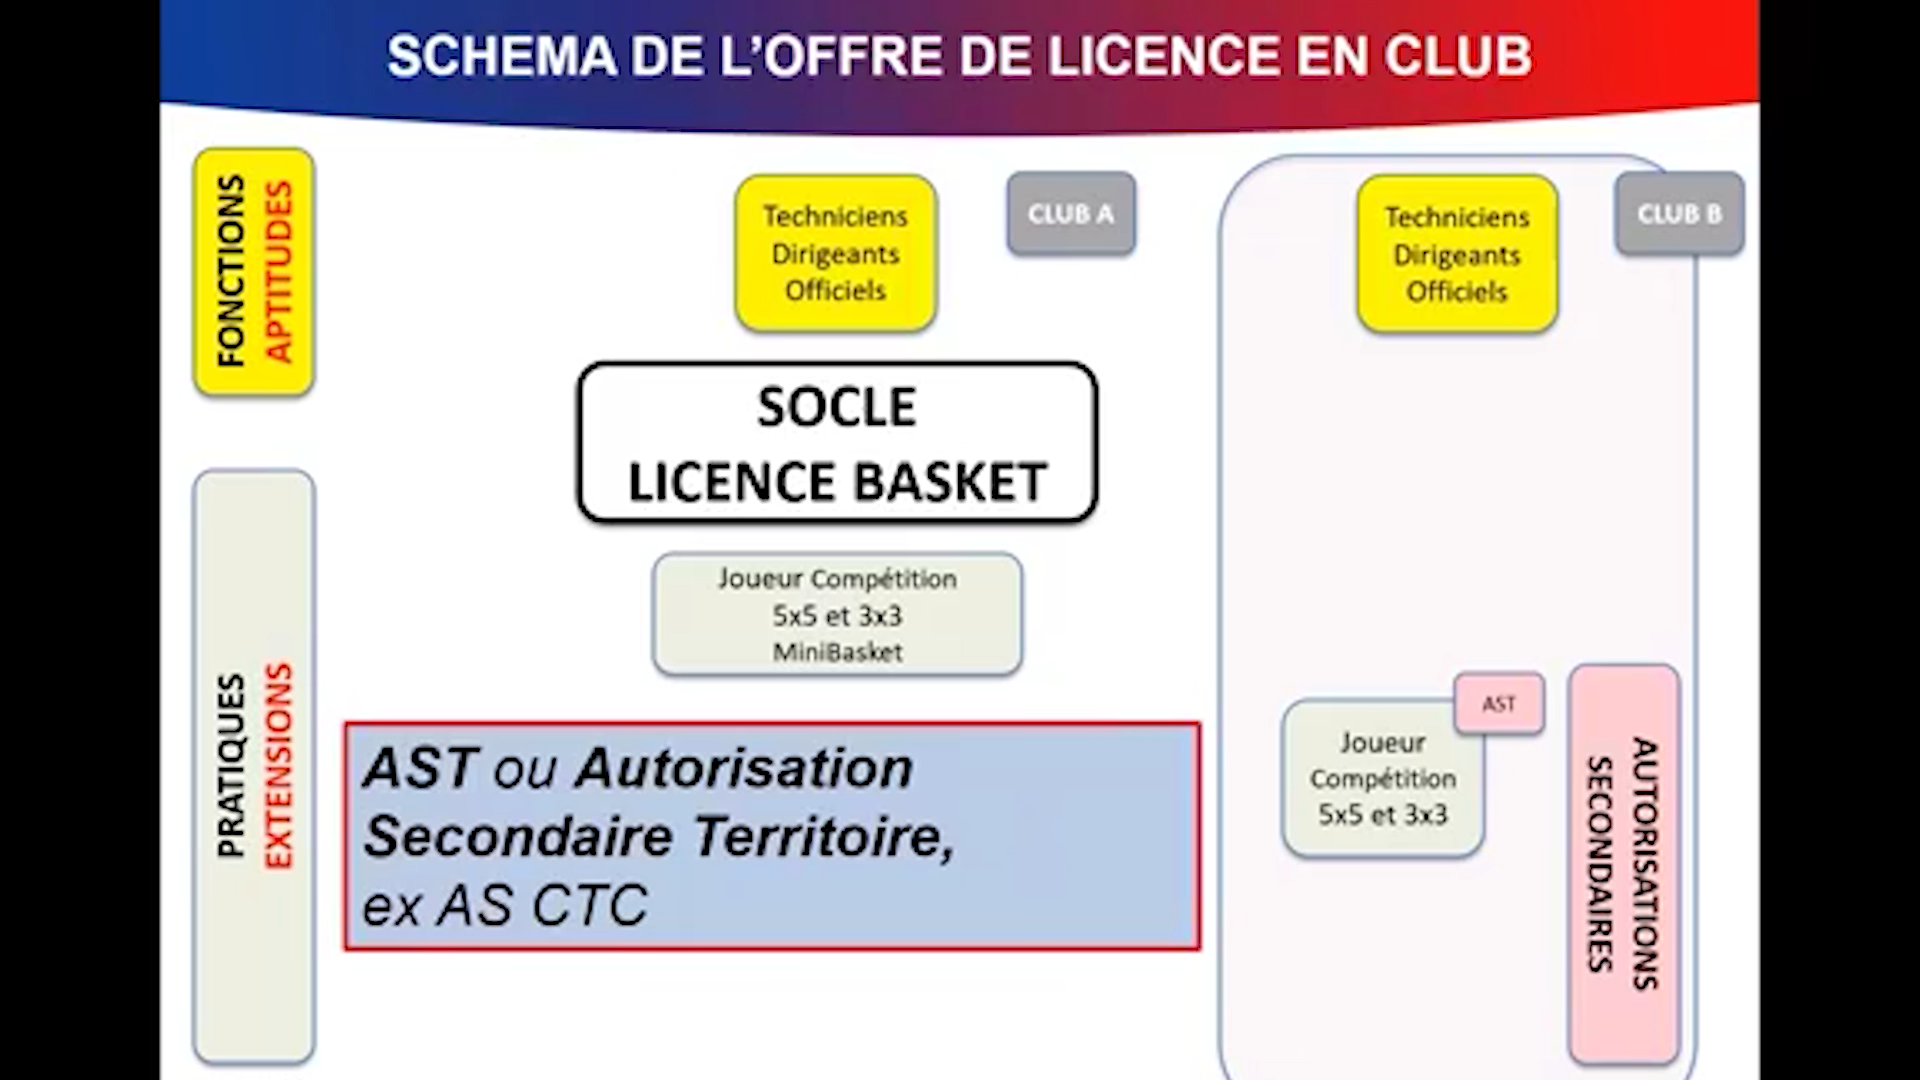 SCHEMA DE L'OFFRE DE LICENCE EN CLUB
FONCTIONS
APTITUDES
Techniciens
Dirigeants
Officiels
CLUB A
Techniciens
Dirigeants
Officiels
CLUB B
SOCLE
LICENCE BASKET
PRATIQUES
EXTENSIONS
Joueur Compétition
5x5 et 3x3
MiniBasket
AST ou Autorisation
Secondaire Territoire,
ex AS CTC
AST
Joueur
Compétition
5x5 et 3x3
AUTORISATIONS
SECONDAIRES